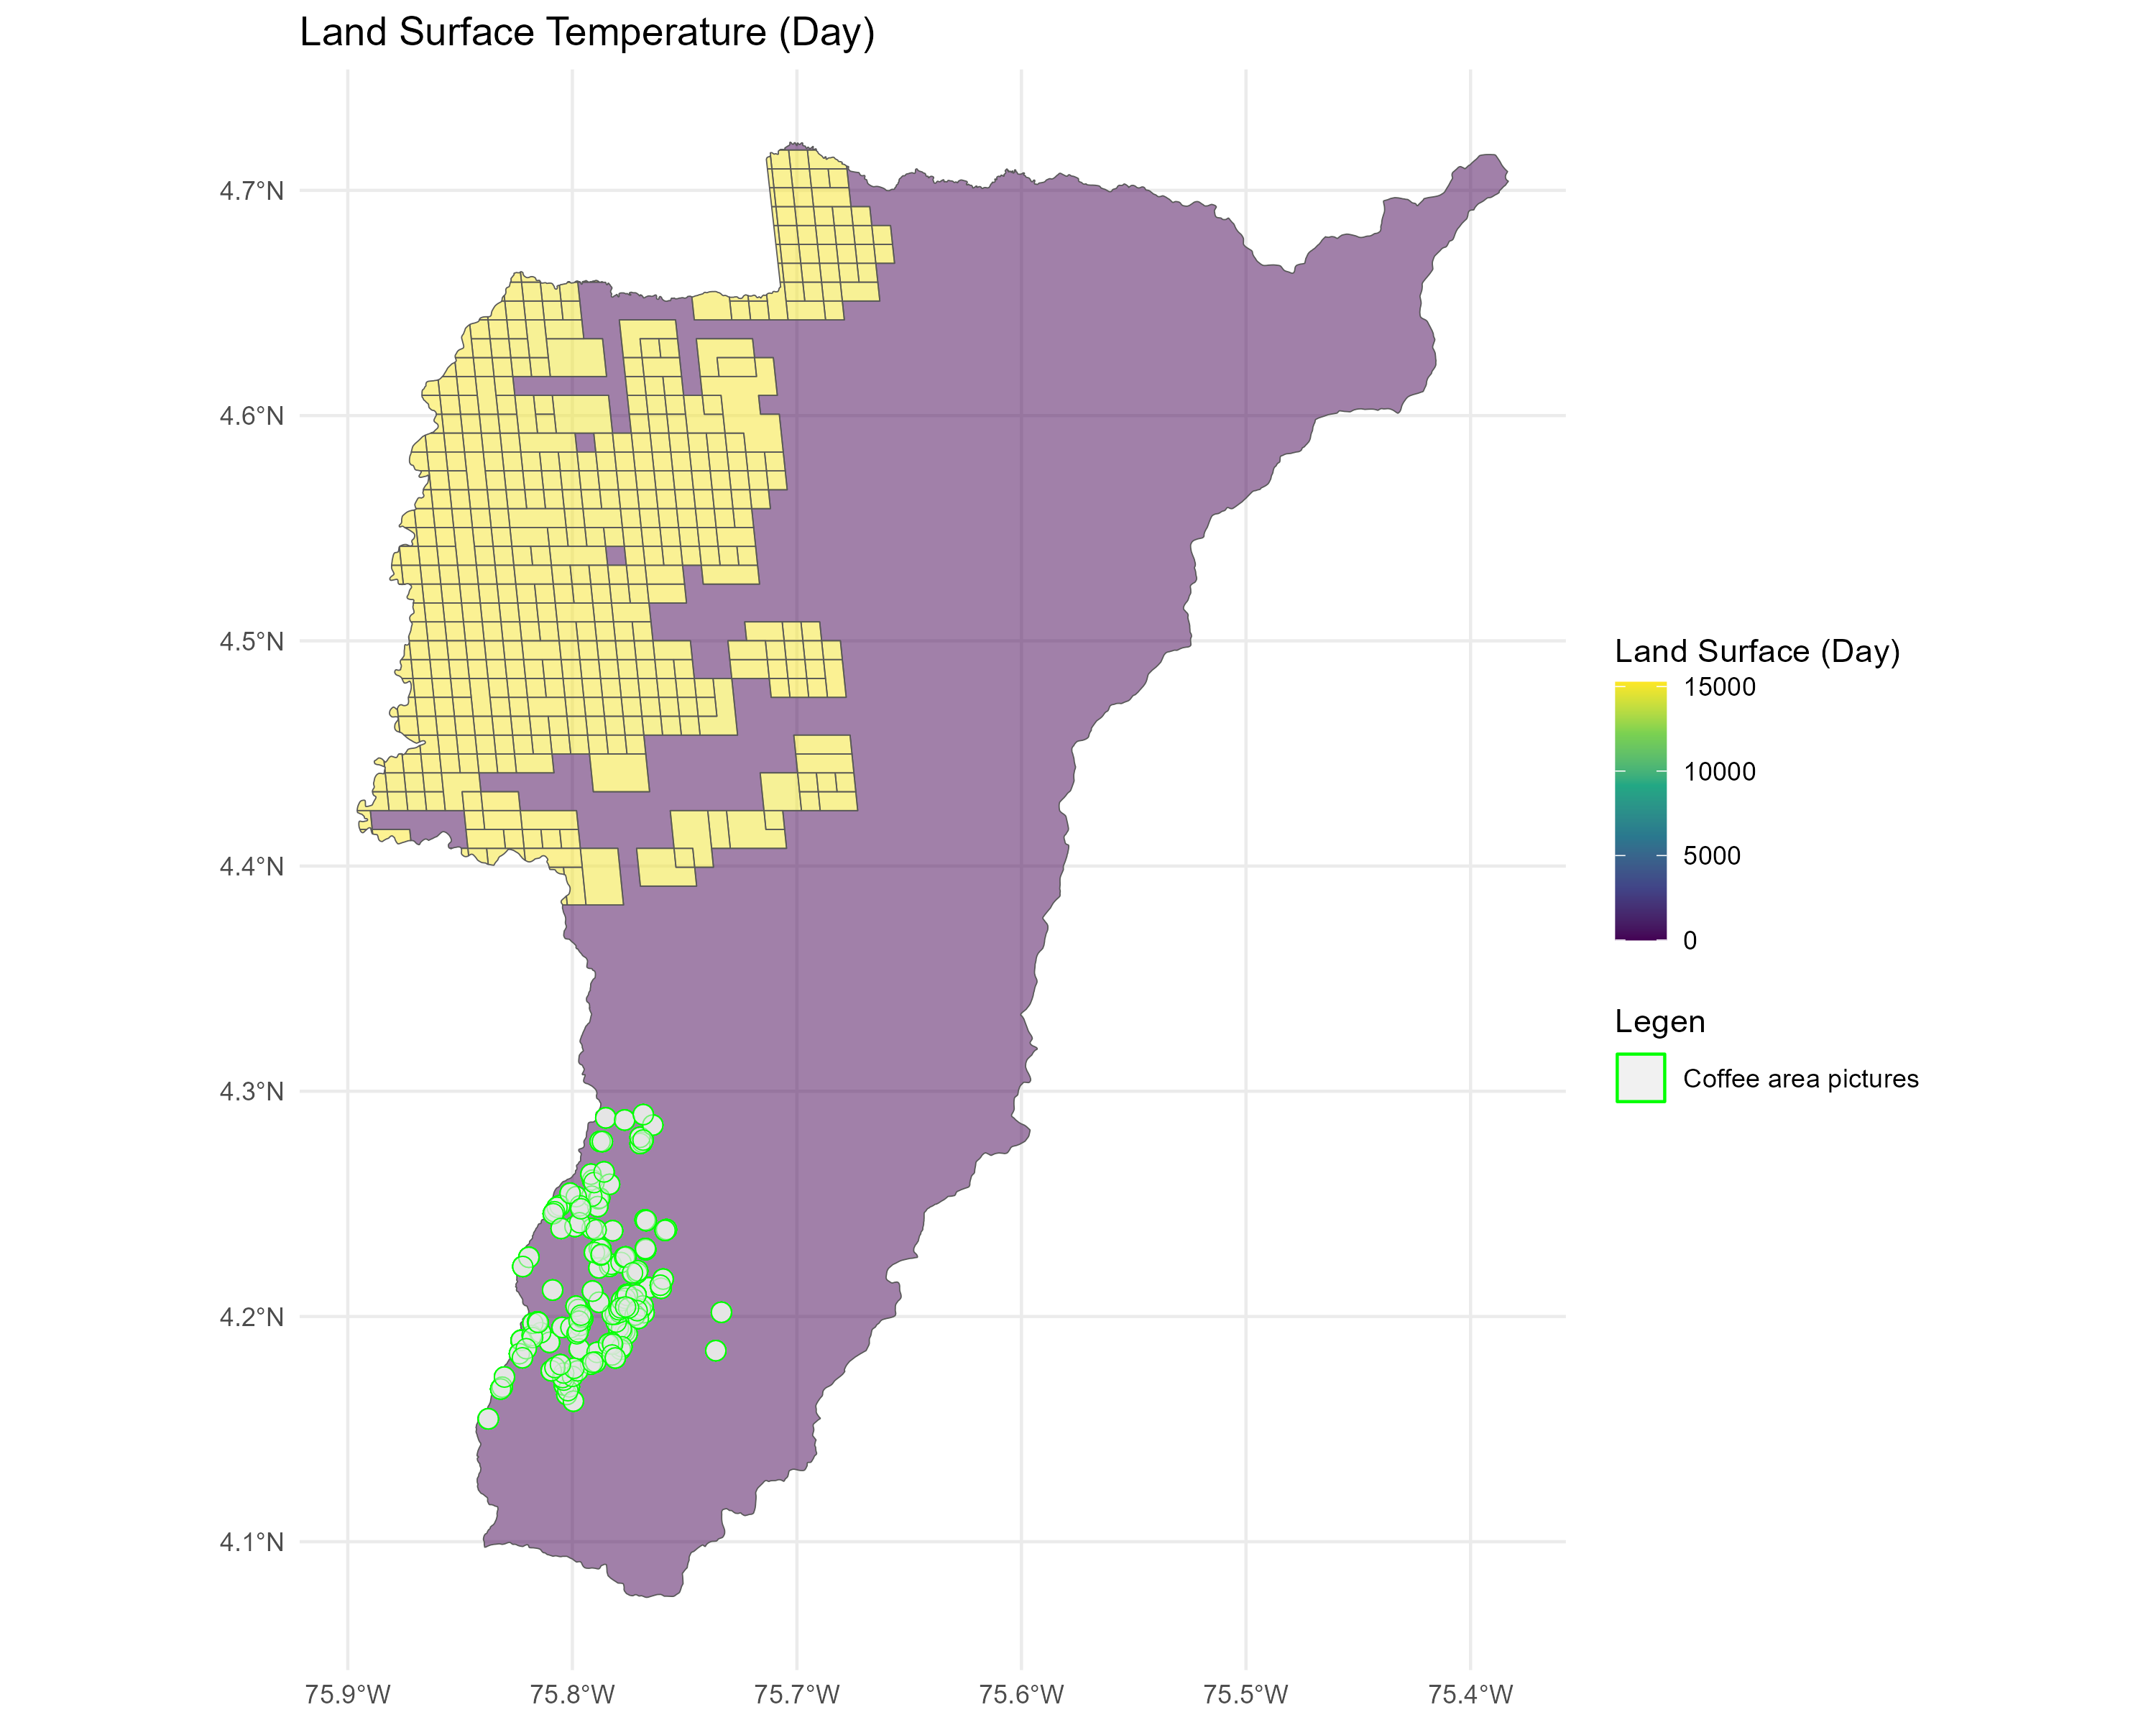 Land Surface Temperature (Day)
4.7°N
4.6°N
4.5°N
4.4°N
4.3°N
4.2°N
4.1°N
75.9°W
75.8°W
75.7°W
75.6°W
75.5°W
75.4°W
Land Surface (Day)
15000
10000
5000
0
Legen
Coffee area pictures